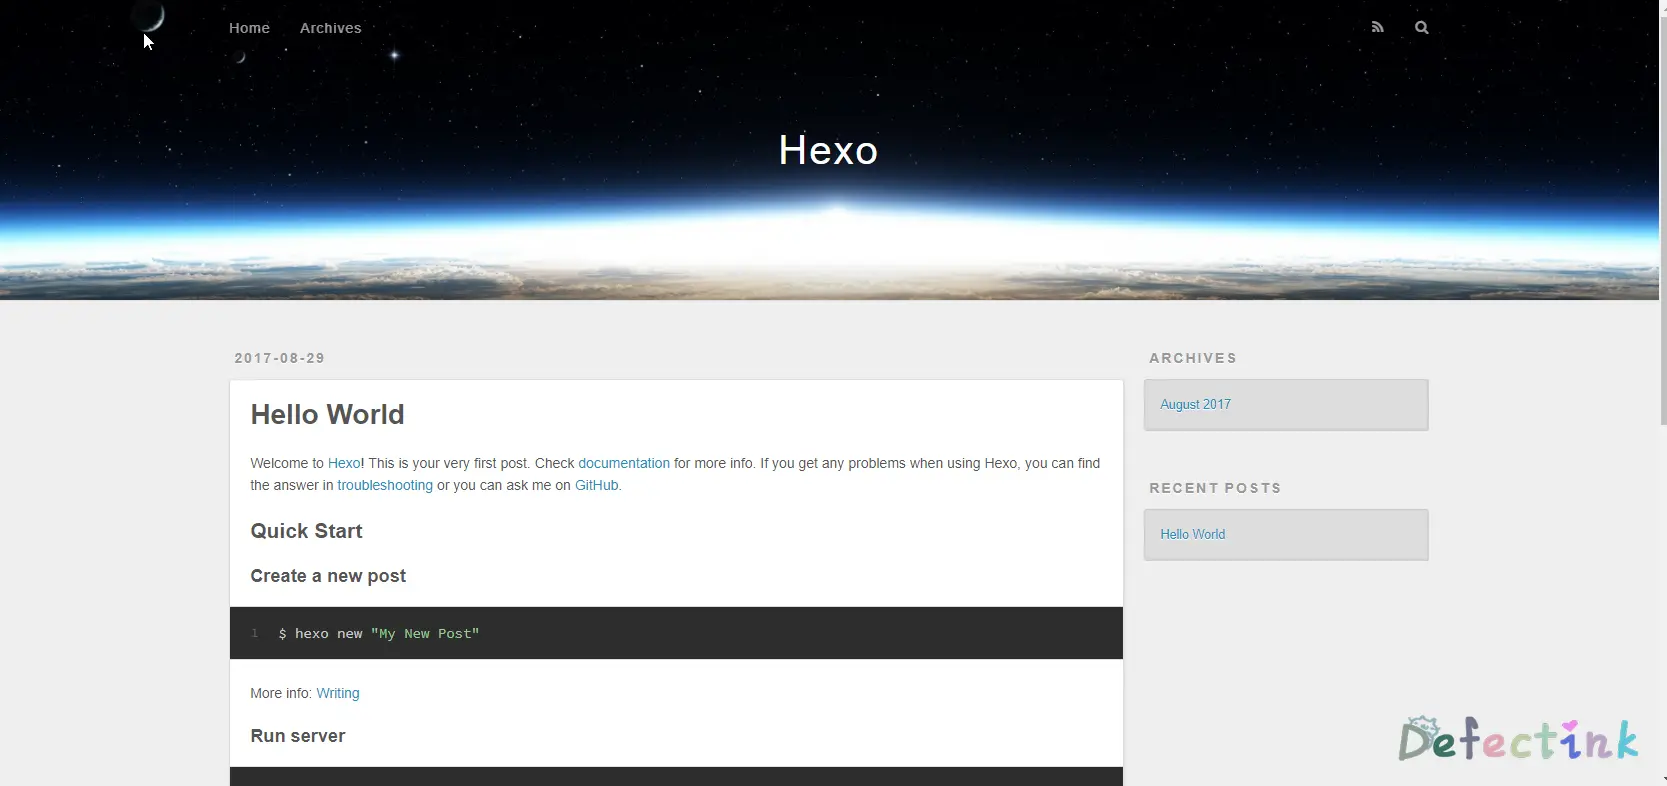 Home Archives
Hexo
2017-08-29
Hello World
Welcome to Hexo! This is your very first post. Check documentation for more info. If you get any problems when using Hexo, you can find
the answer in troubleshooting or you can ask me on GitHub.
Quick Start
Create a new post
1 $ hexo new "My New Post"
More info: Writing
Run server
ARCHIVES
August 2017
RECENT POSTS
Hello World
Defectink